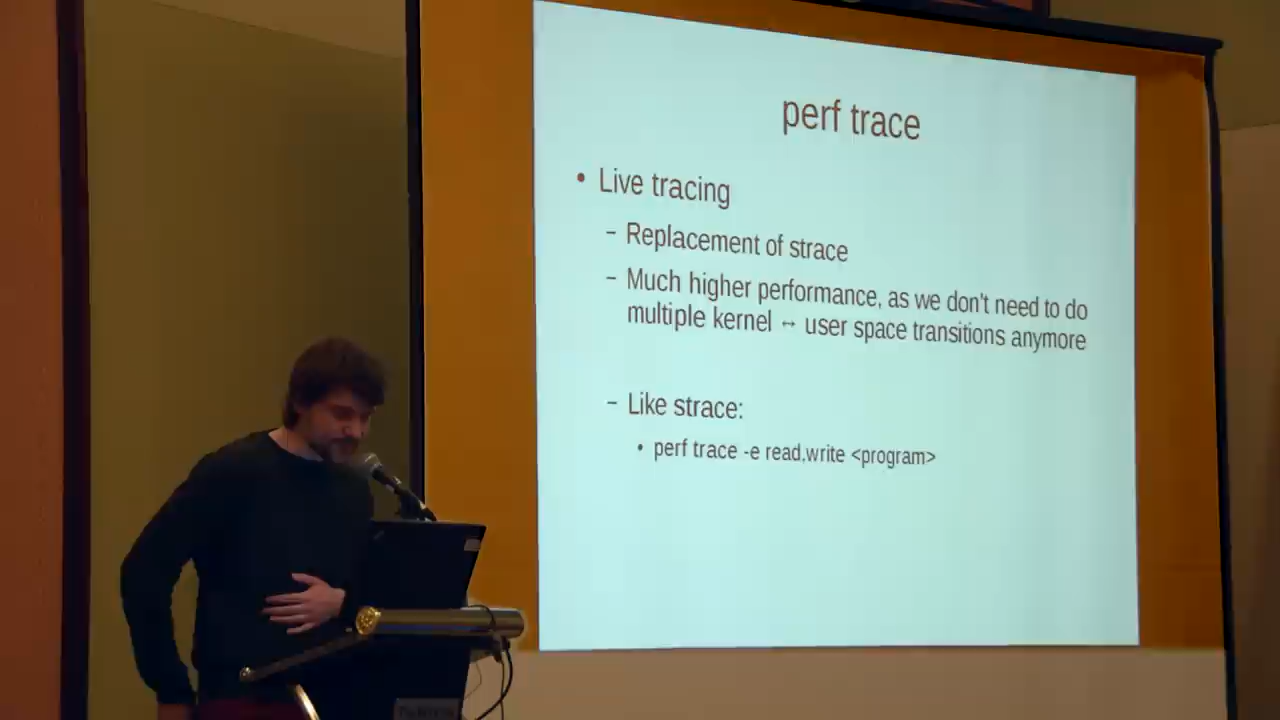 perf trace
• Live tracing
– Replacement of strace
– Much higher performance, as we don't need to do
multiple kernel ↔ user space transitions anymore
– Like strace:
• perf trace -e read,write <program>